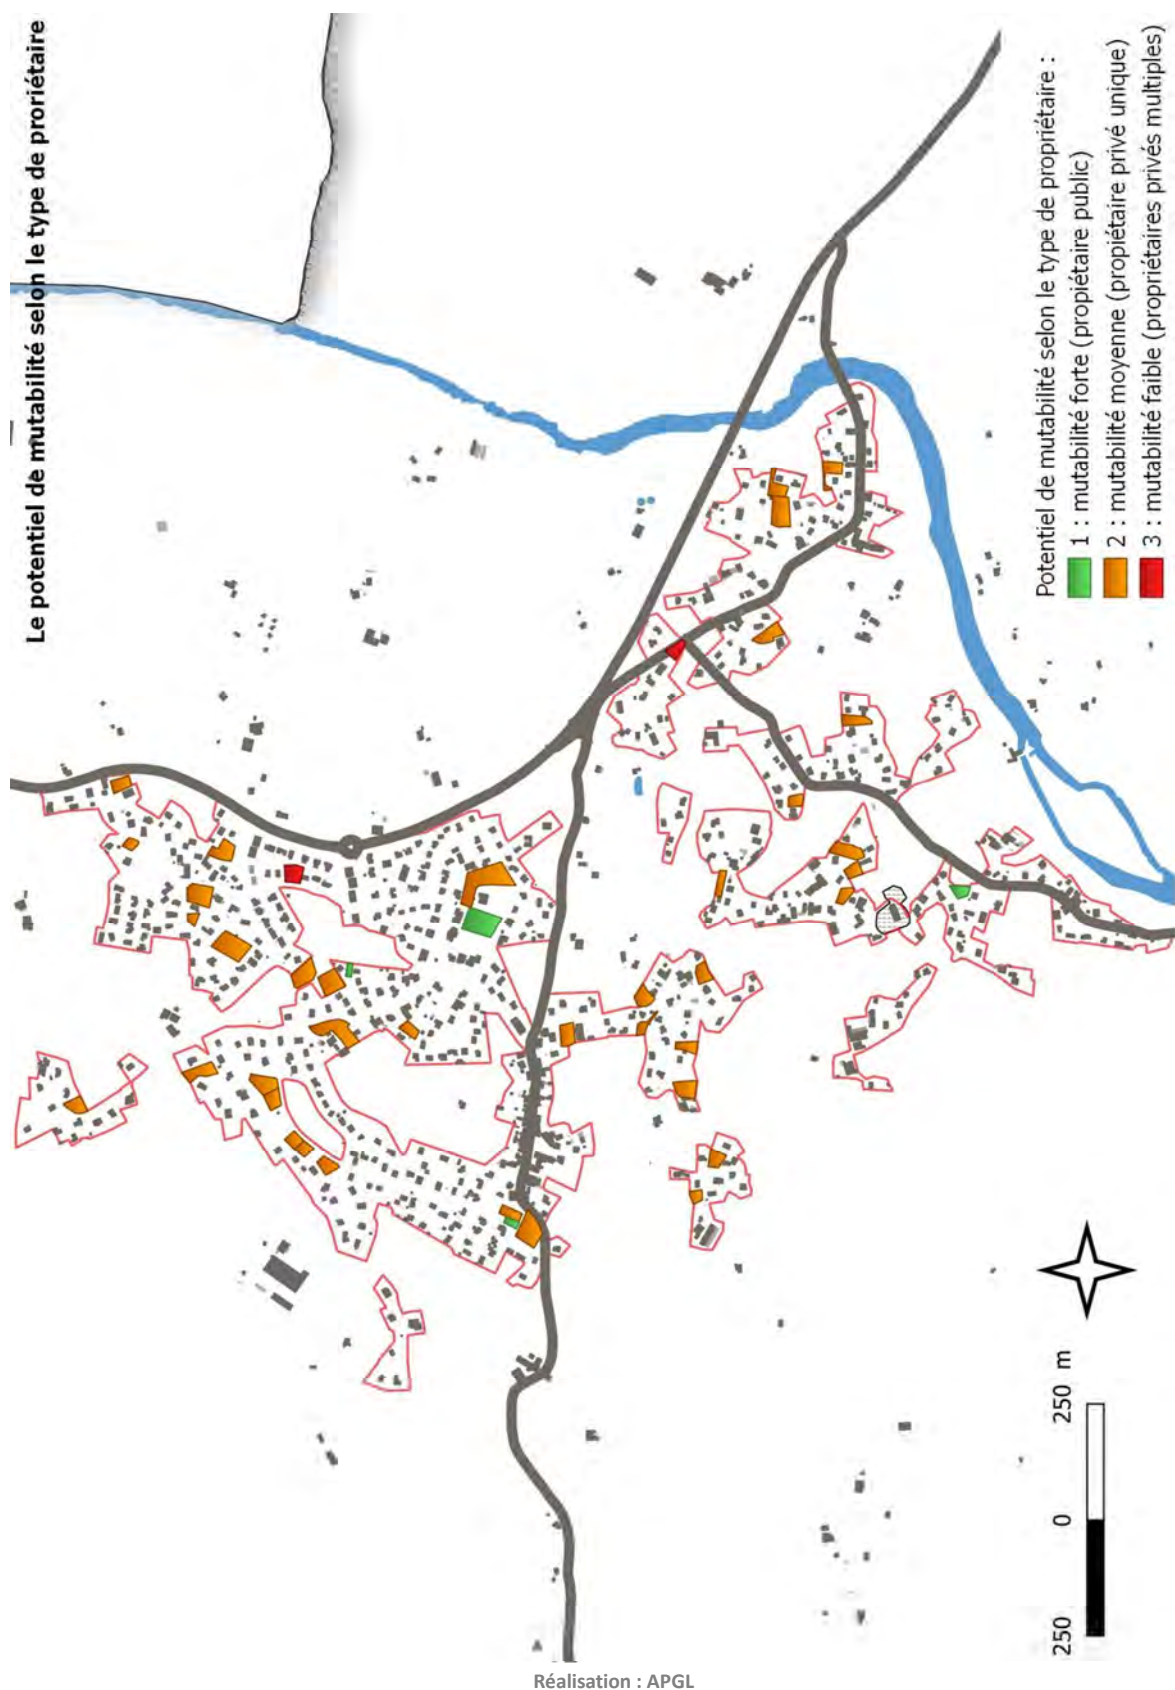 Le potentiel de mutabilité selon le type de proriétaire
Potentiel de mutabilité selon le type de propriétaire :
1 : mutabilité forte (propiétaire public)
2 : mutabilité moyenne (propiétaire privé unique)
3 : mutabilité faible (propriétaires privés multiples)
250 0 250 m
Réalisation : APGL